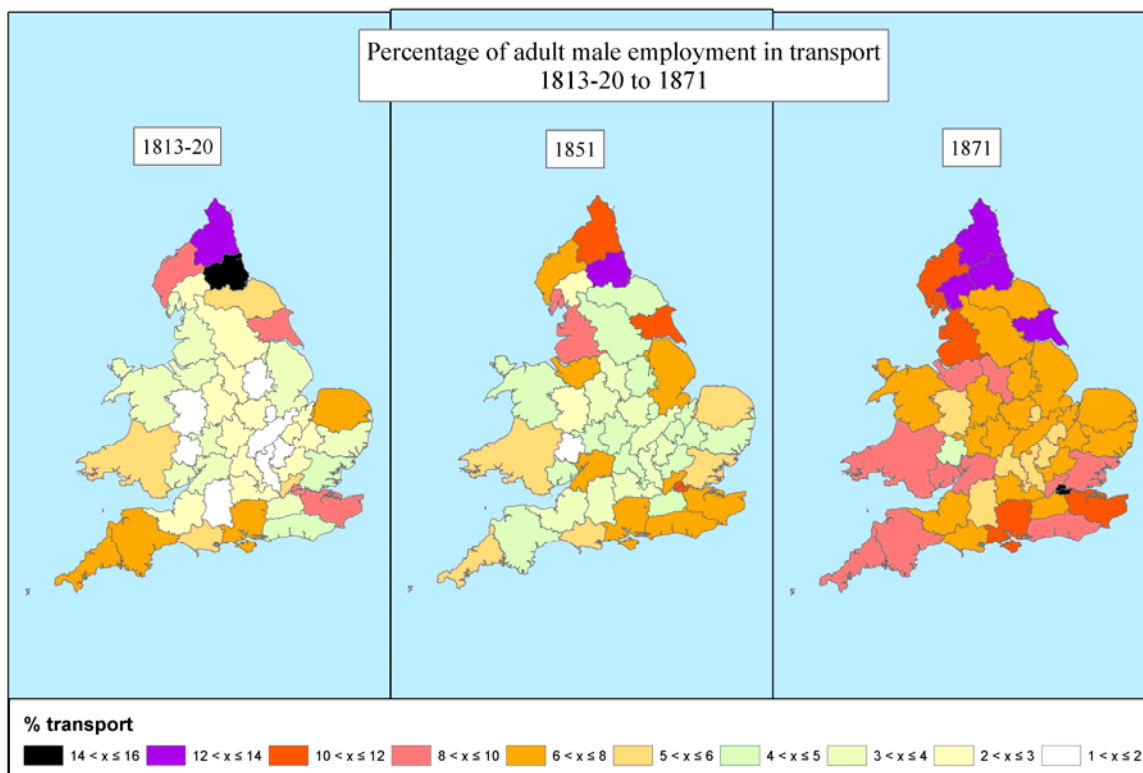 Percentage of adult male employment in transport
1813-20 to 1871
1813-20
1851
1871
% transport
14 < x ≤ 16 12 < x ≤ 14 10 < x ≤ 12 8 < x ≤ 10 6 < x ≤ 8 5 < x ≤ 6 4 < x ≤ 5 3 < x ≤ 4 2 < x ≤ 3 1 < x ≤ 2